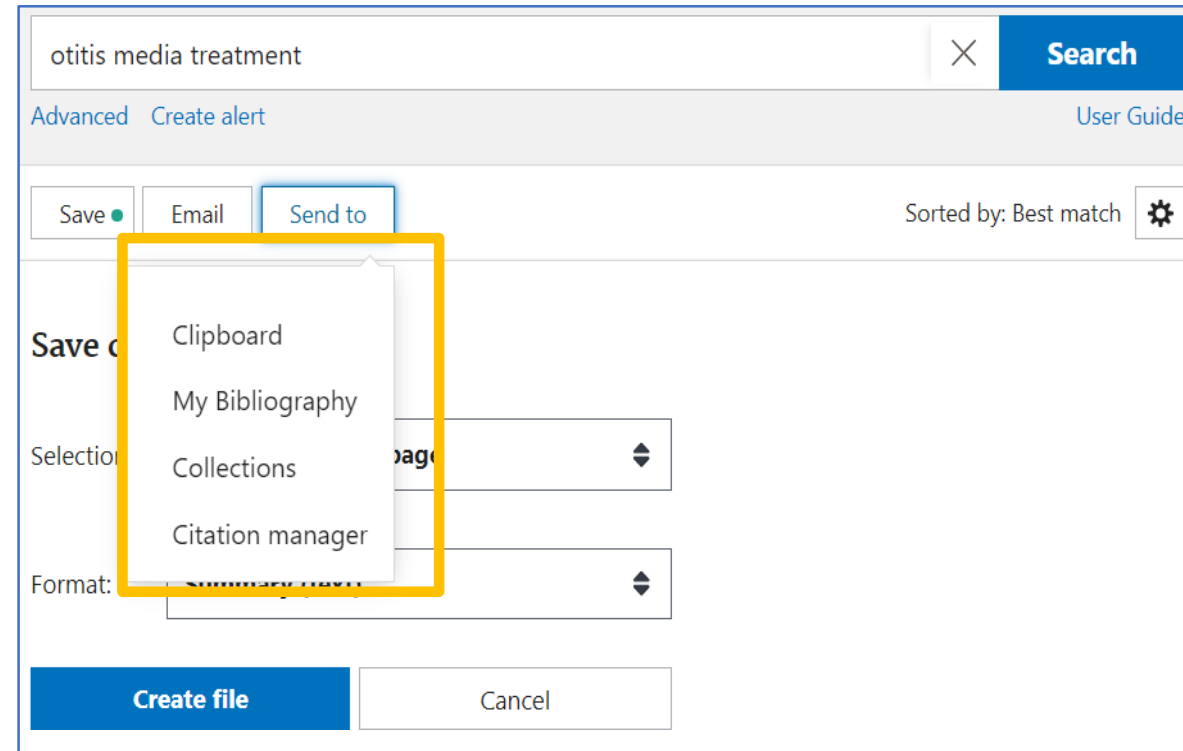 otitis media treatment
Search
Advanced Create alert
User Guide
Save Email Send to
Sorted by: Best match
Clipboard
Save
My Bibliography
Collections
Citation manager
Format:
Create file
Cancel